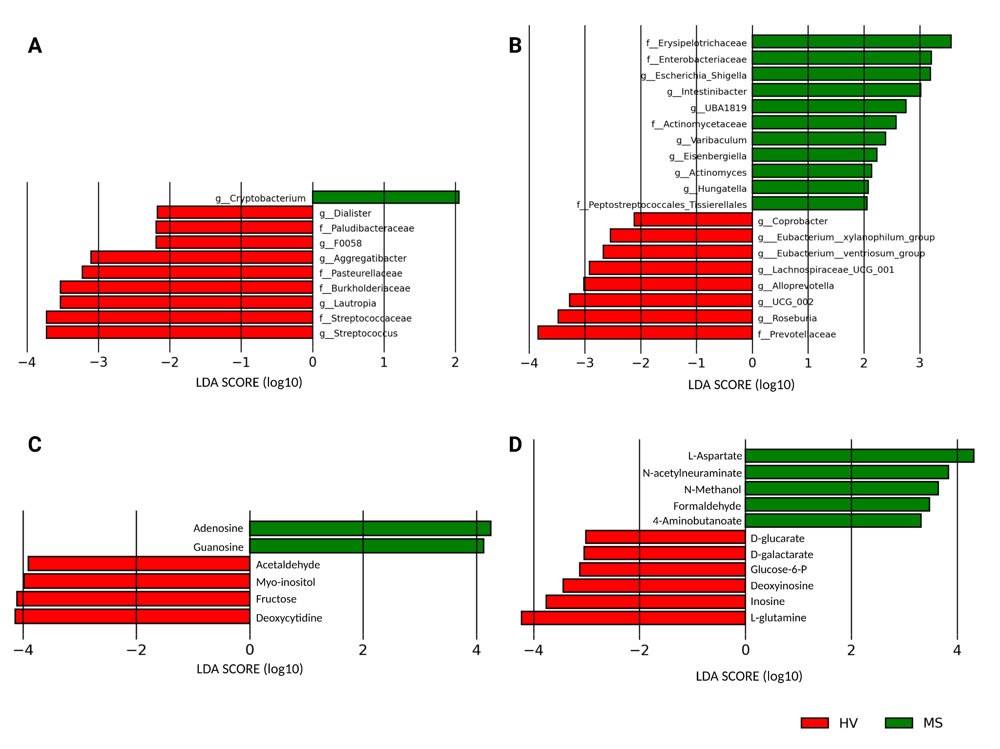 A
g__Cryptobacterium
g__Dialister
f__Paludibacteraceae
g__F0058
g__Aggregatibacter
f__Pasteurellaceae
f__Burkholderiaceae
g__Lautropia
f__Streptococcaceae
g__Streptococcus
−4 −3 −2 −1 0 1 2
LDA SCORE (log10)
B
f__Erysipelotrichaceae
f__Enterobacteriaceae
g__Escherichia_Shigella
g__Intestinibacter
g__UBA1819
f__Actinomycetaceae
g__Varibaculum
g__Eisenbergiella
g__Actinomyces
g__Hungatella
f__Peptostreptococcales_Tissierellales
g__Coprobacter
g___Eubacterium__xylanophilum_group
g___Eubacterium__ventriosum_group
g__Lachnospiraceae_UCG_001
g__Alloprevotella
g__UCG_002
g__Roseburia
f__Prevotellaceae
−4 −3 −2 −1 0 1 2 3
LDA SCORE (log10)
C
Adenosine
Guanosine
Acetaldehyde
Myo-inositol
Fructose
Deoxycytidine
−4 −2 0 2 4
LDA SCORE (log10)
D
L-Aspartate
N-acetylneuraminate
N-Methanol
Formaldehyde
4-Aminobutanoate
D-glucarate
D-galactarate
Glucose-6-P
Deoxyinosine
Inosine
L-glutamine
−4 −2 0 2 4
LDA SCORE (log10)
HV MS